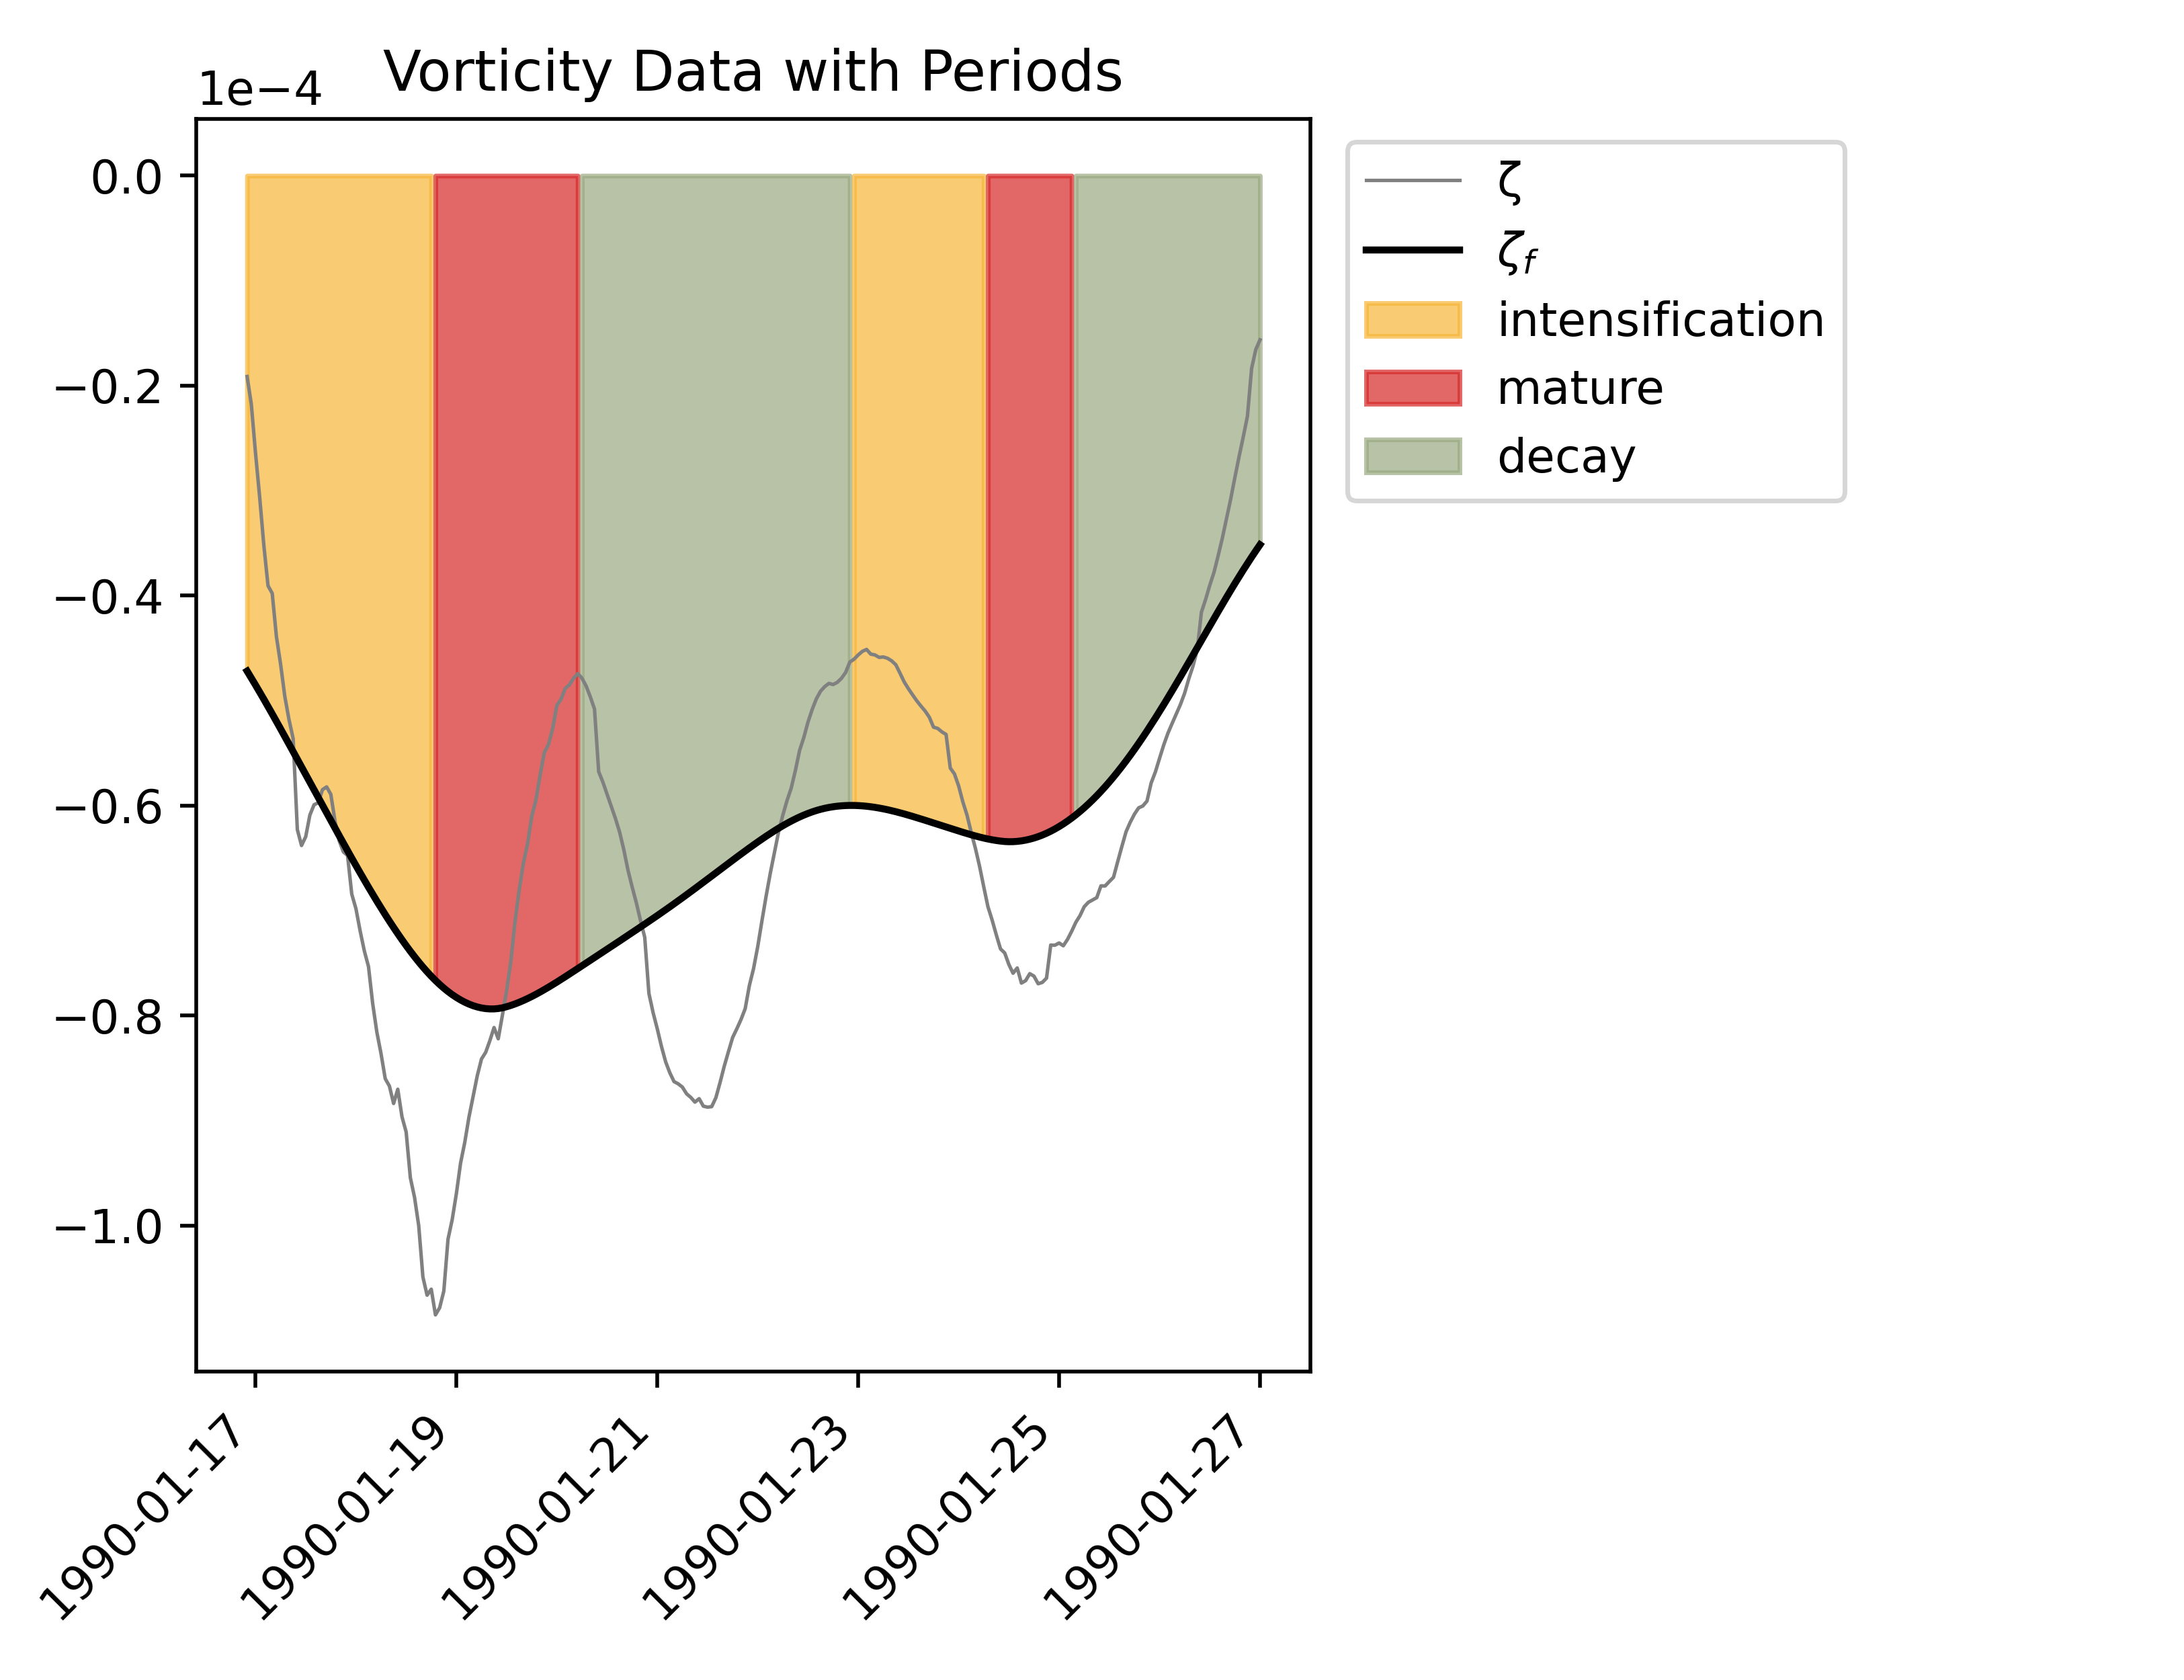 Vorticity Data with Periods
1e−4
0.0
−0.2
−0.4
−0.6
−0.8
−1.0
1990-01-17
1990-01-19
1990-01-21
1990-01-23
1990-01-25
1990-01-27
ζ
ζf
intensification
mature
decay